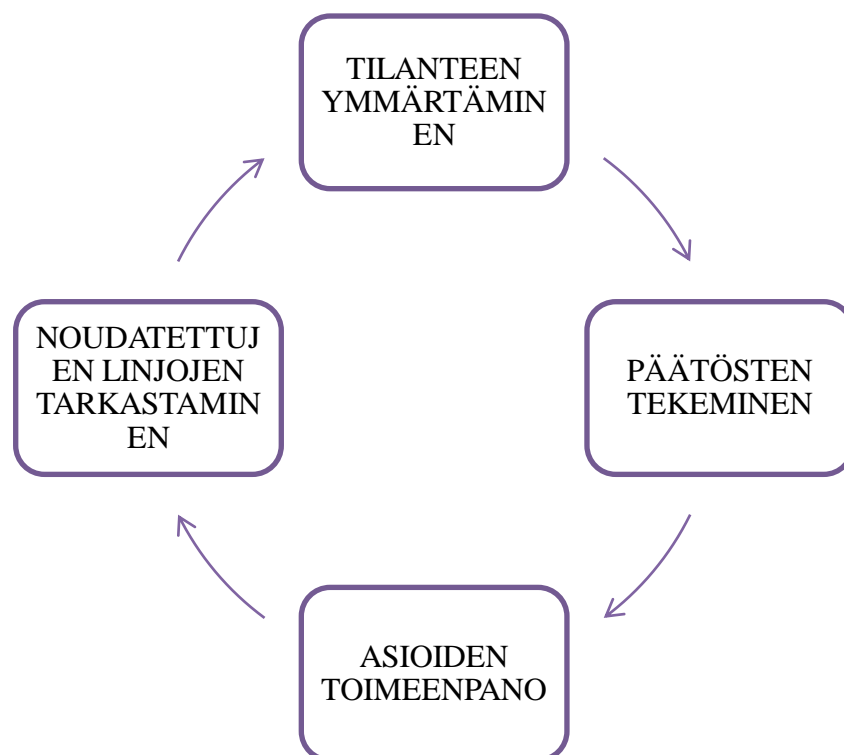 TILANTEEN
YMMÄRTÄMIN
EN
PÄÄTÖSTEN
TEKEMINEN
ASIOIDEN
TOIMEENPANO
NOUDATETTUJ
EN LINJOJEN
TARKASTAMIN
EN